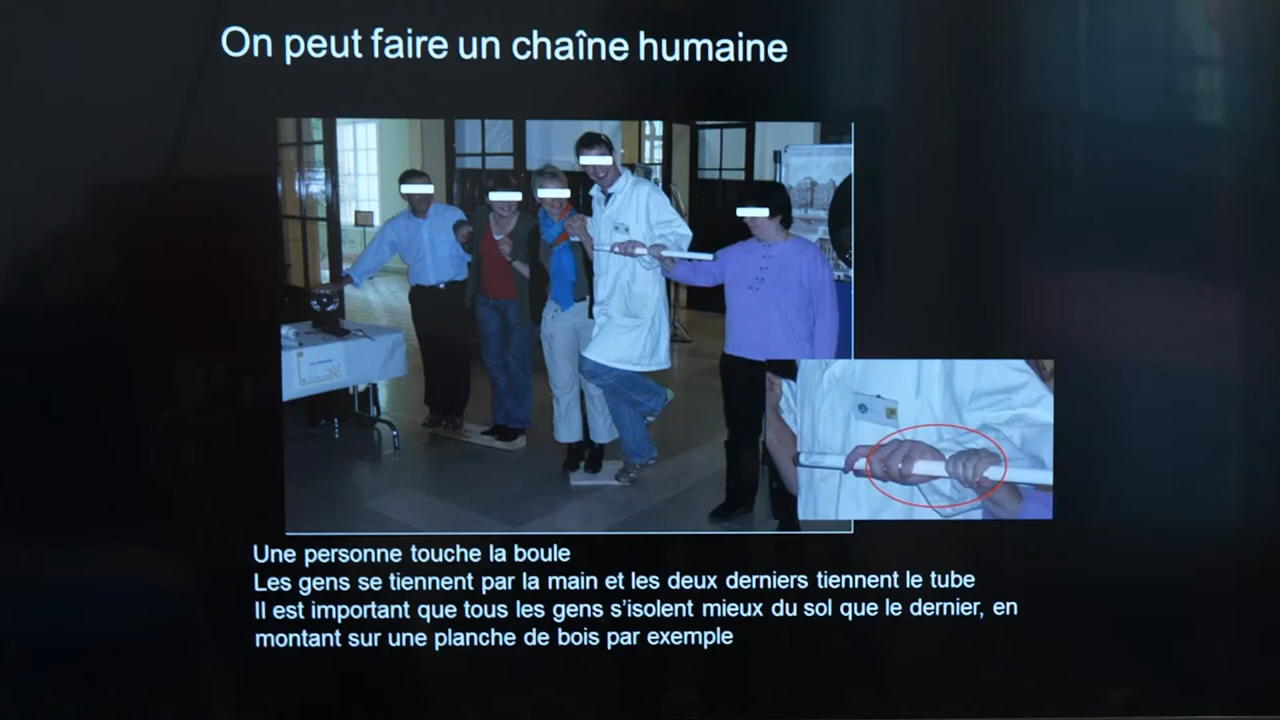 On peut faire un chaîne humaine
Une personne touche la boule
Les gens se tiennent par la main et les deux derniers tiennent le tube
Il est important que tous les gens s'isolent mieux du sol que le dernier, en
montant sur une planche de bois par exemple